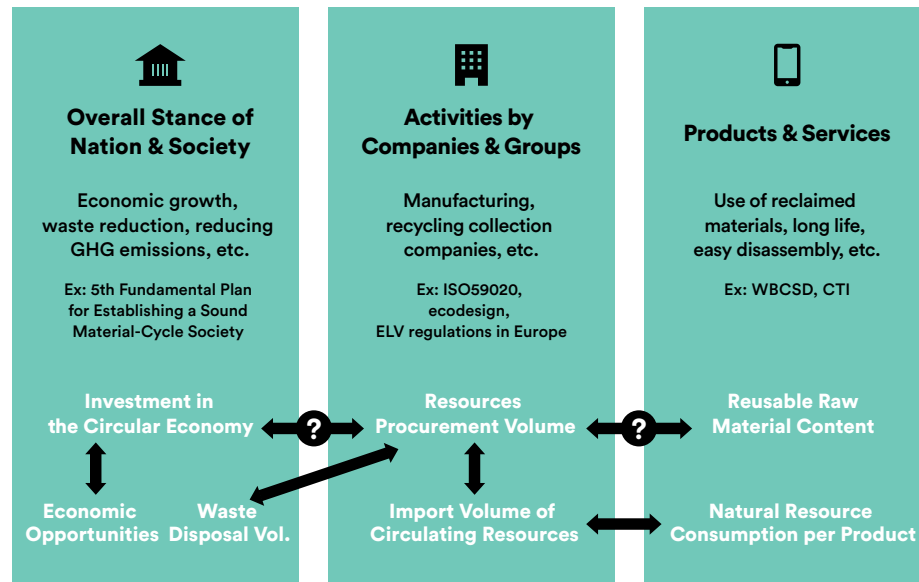 Overall Stance of
Nation & Society
Economic growth,
waste reduction, reducing
GHG emissions, etc.
Ex: 5th Fundamental Plan
for Establishing a Sound
Material-Cycle Society
Investment in
the Circular Economy
Economic
Opportunities
Waste
Disposal Vol.
?
Activities by
Companies & Groups
Manufacturing,
recycling collection
companies, etc.
Ex: ISO59020,
ecodesign,
ELV regulations in Europe
Resources
Procurement Volume
Import Volume of
Circulating Resources
?
Products & Services
Use of reclaimed
materials, long life,
easy disassembly, etc.
Ex: WBCSD, CTI
Reusable Raw
Material Content
Natural Resource
Consumption per Product